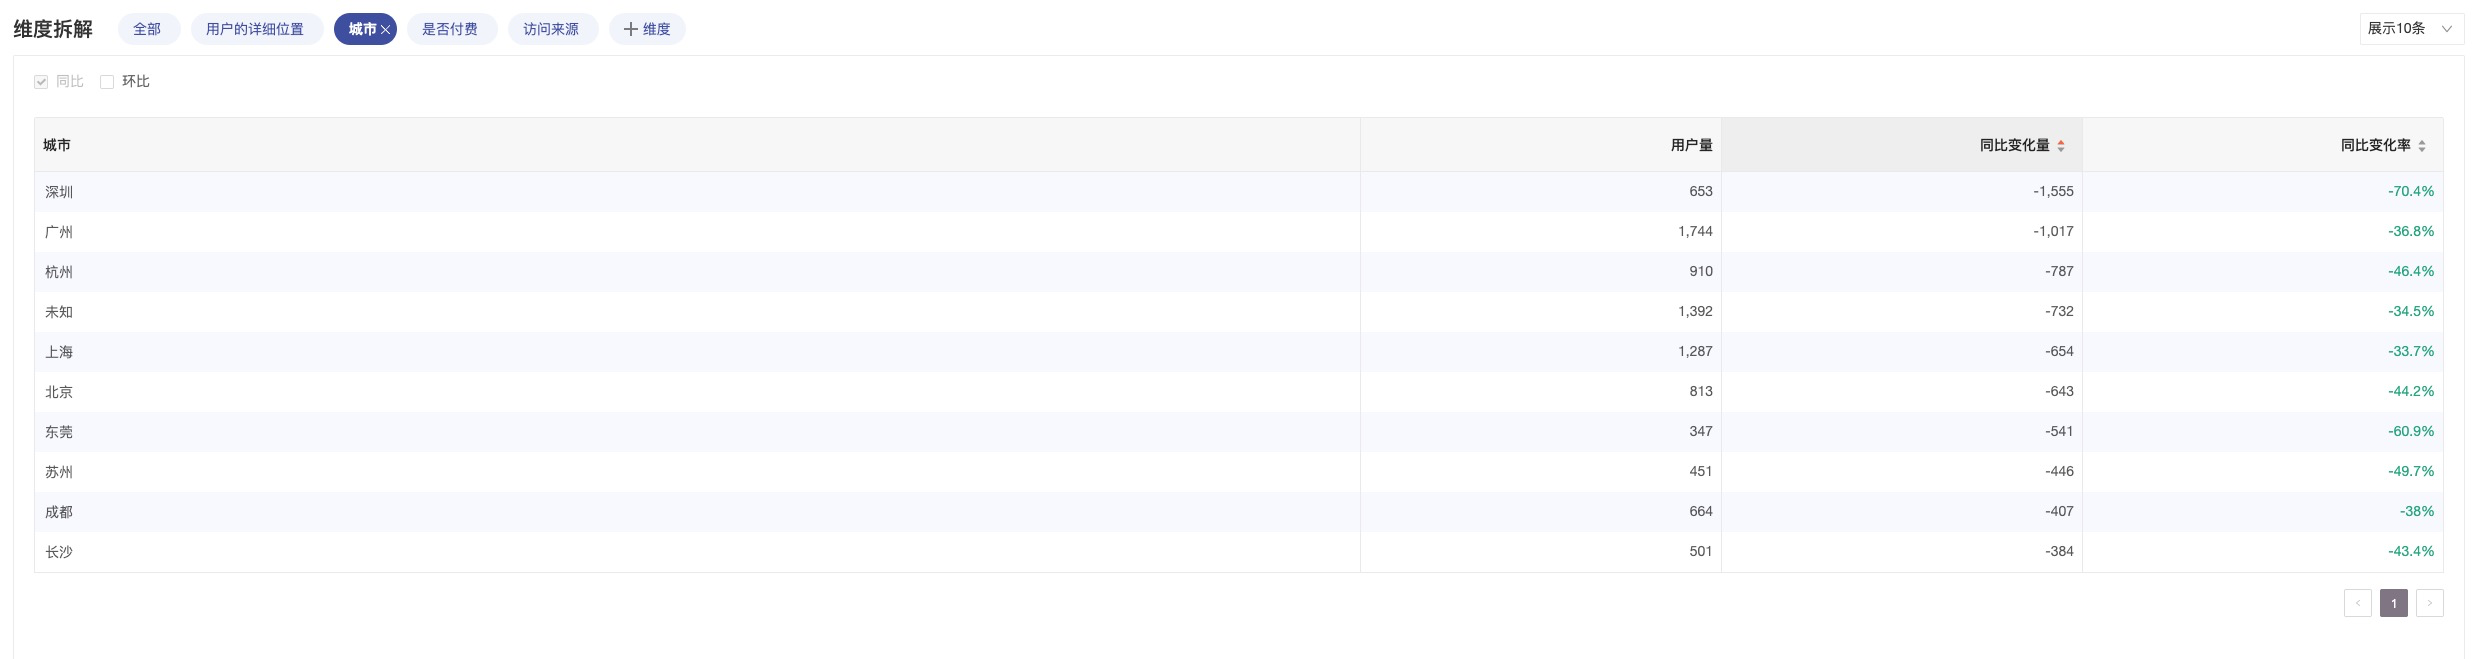 维度拆解 全部 用户的详细位置 城市 是否付费 访问来源 维度 展示10条
同比 环比
城市 用户量 同比变化量 同比变化率
深圳 653 -1,555 -70.4%
广州 1,744 -1,017 -36.8%
杭州 910 -787 -46.4%
未知 1,392 -732 -34.5%
上海 1,287 -654 -33.7%
北京 813 -643 -44.2%
东莞 347 -541 -60.9%
苏州 451 -446 -49.7%
成都 664 -407 -38%
长沙 501 -384 -43.4%
1